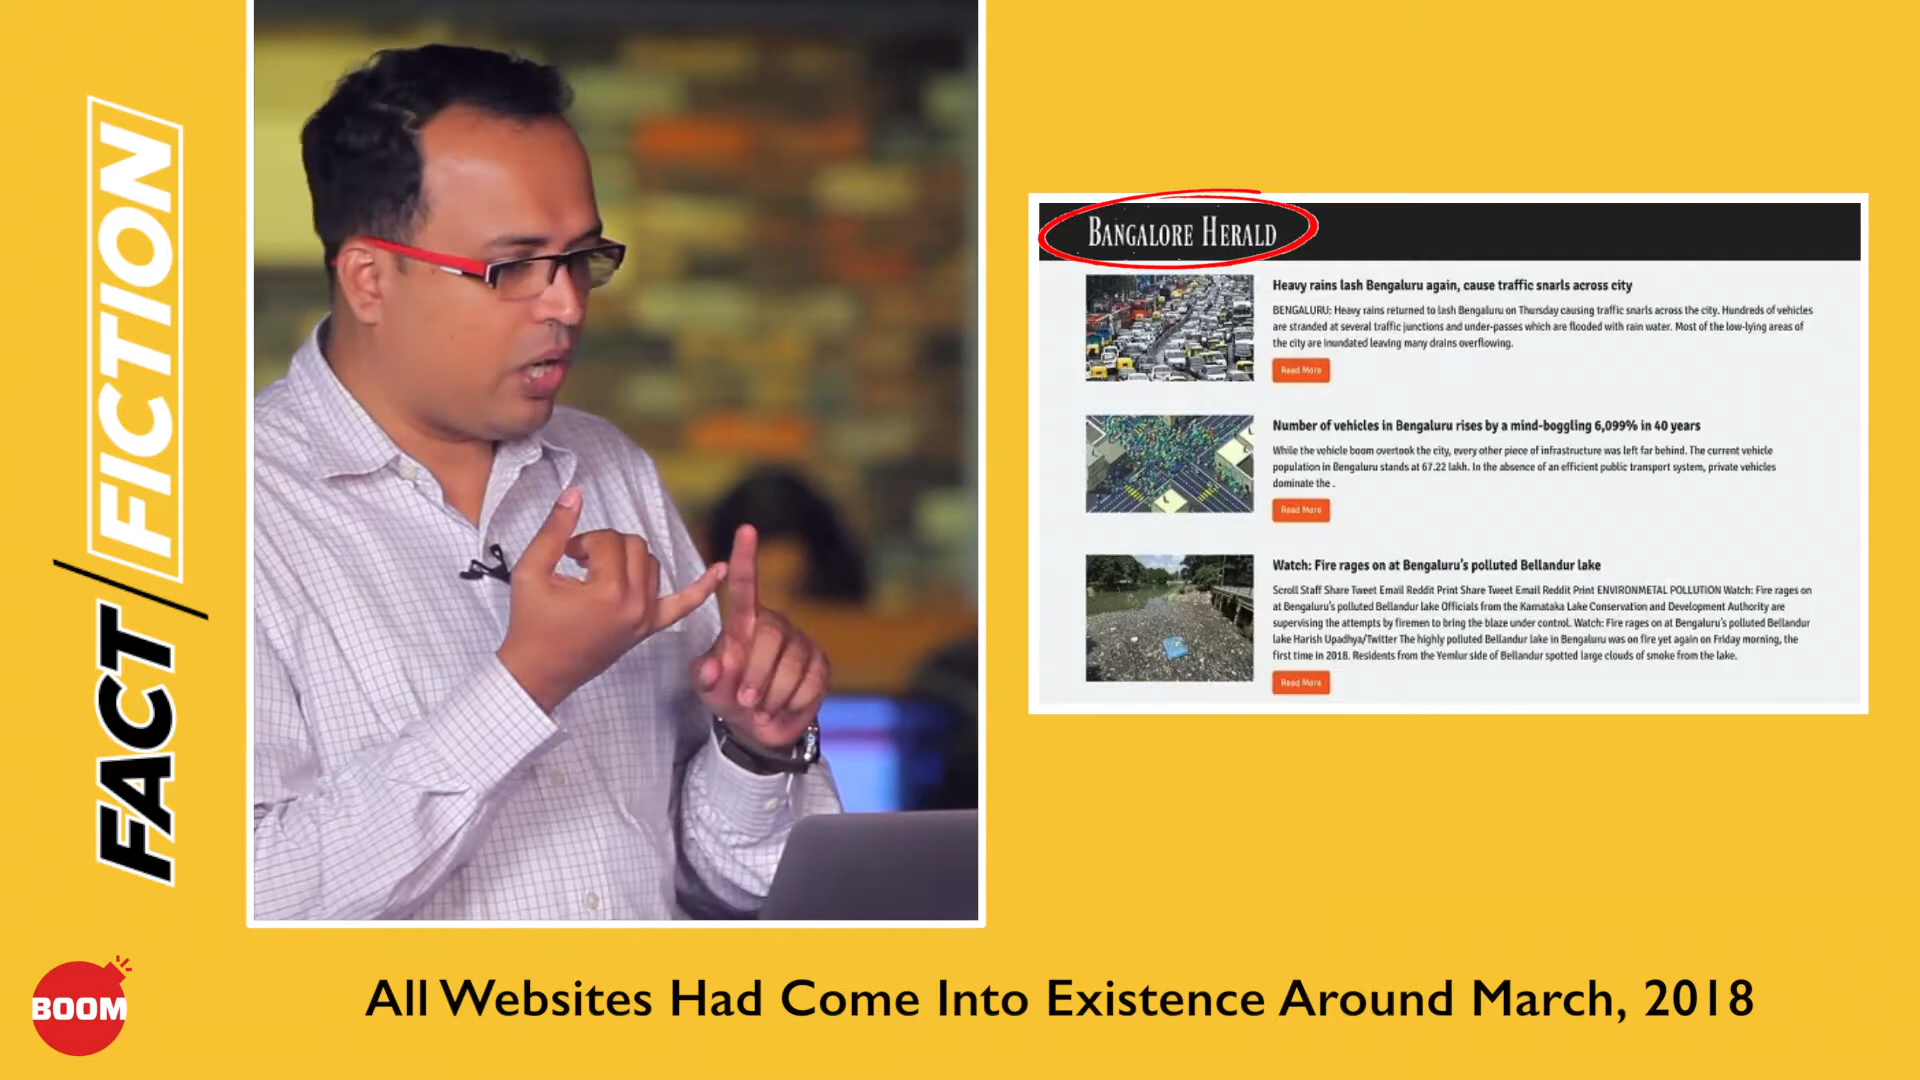 FACT/FICTION
BANGALORE HERALD
Heavy rains lash Bengaluru again, cause traffic snarls across city
BENGALURU: Heavy rains returned to lash Bengaluru on Thursday causing traffic snarls across the city. Hundreds of vehicles
are stranded at several traffic junctions and under-passes which are flooded with rain water. Most of the low-lying areas of
the city are inundated leaving many drains overflowing.
Read More
Number of vehicles in Bengaluru rises by a mind-boggling 6,099% in 40 years
While the vehicle boom overtook the city, every other piece of infrastructure was left far behind. The current vehicle
population in Bengaluru stands at 67.22 lakh. In the absence of an efficient public transport system, private vehicles
dominate the .
Read More
Watch: Fire rages on at Bengaluru's polluted Bellandur lake
Scroll Staff Share Tweet Email Reddit Print Share Tweet Email Reddit Print ENVIRONMETAL POLLUTION Watch: Fire rages on
at Bengaluru's polluted Bellandur lake Officials from the Karnataka Lake Conservation and Development Authority are
supervising the attempts by firemen to bring the blaze under control. Watch: Fire rages on at Bengaluru's polluted Bellandur
lake Harish Upadhya/Twitter The highly polluted Bellandur lake in Bengaluru was on fire yet again on Friday morning, the
first time in 2018. Residents from the Yemlur side of Bellandur spotted large clouds of smoke from the lake.
Read More
BOOM
All Websites Had Come Into Existence Around March, 2018